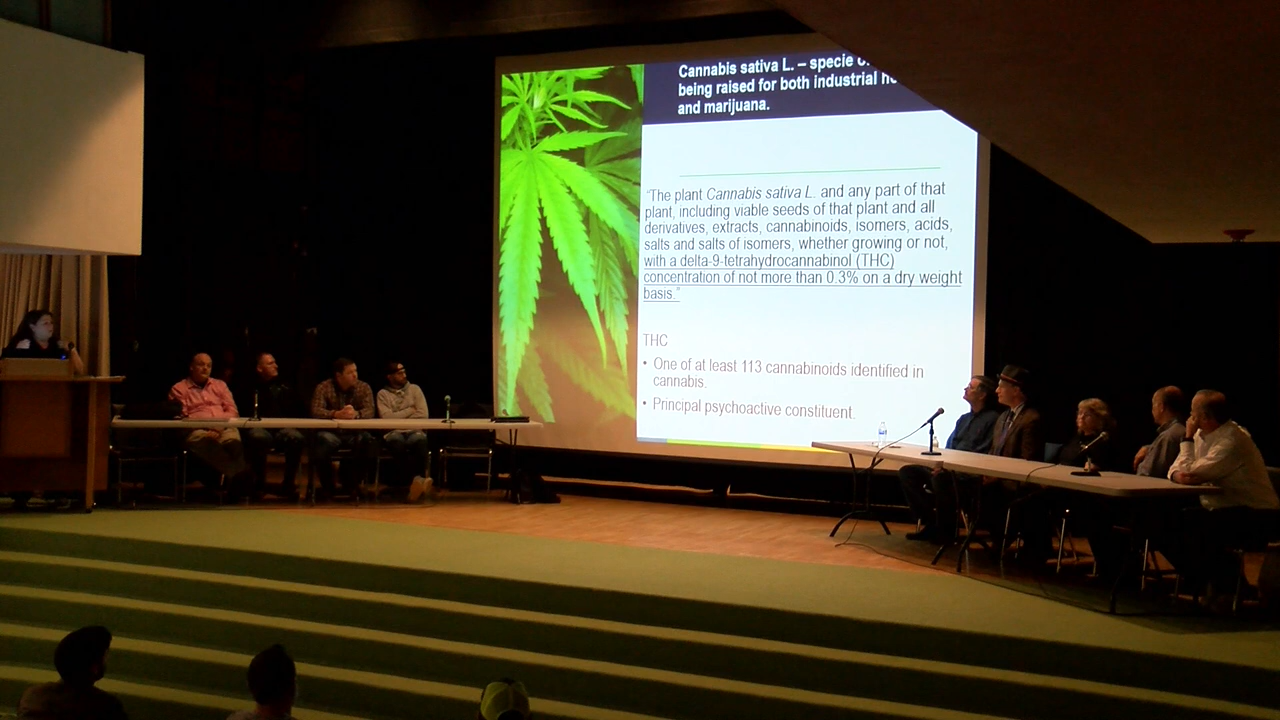 Cannabis sativa L. – specie
being raised for both industrial
and marijuana.
“The plant Cannabis sativa L. and any part of that
plant, including viable seeds of that plant and all
derivatives, extracts, cannabinoids, isomers, acids,
salts and salts of isomers, whether growing or not,
with a delta-9-tetrahydrocannabinol (THC)
concentration of not more than 0.3% on a dry weight
basis.”
THC
• One of at least 113 cannabinoids identified in
cannabis.
• Principal psychoactive constituent.